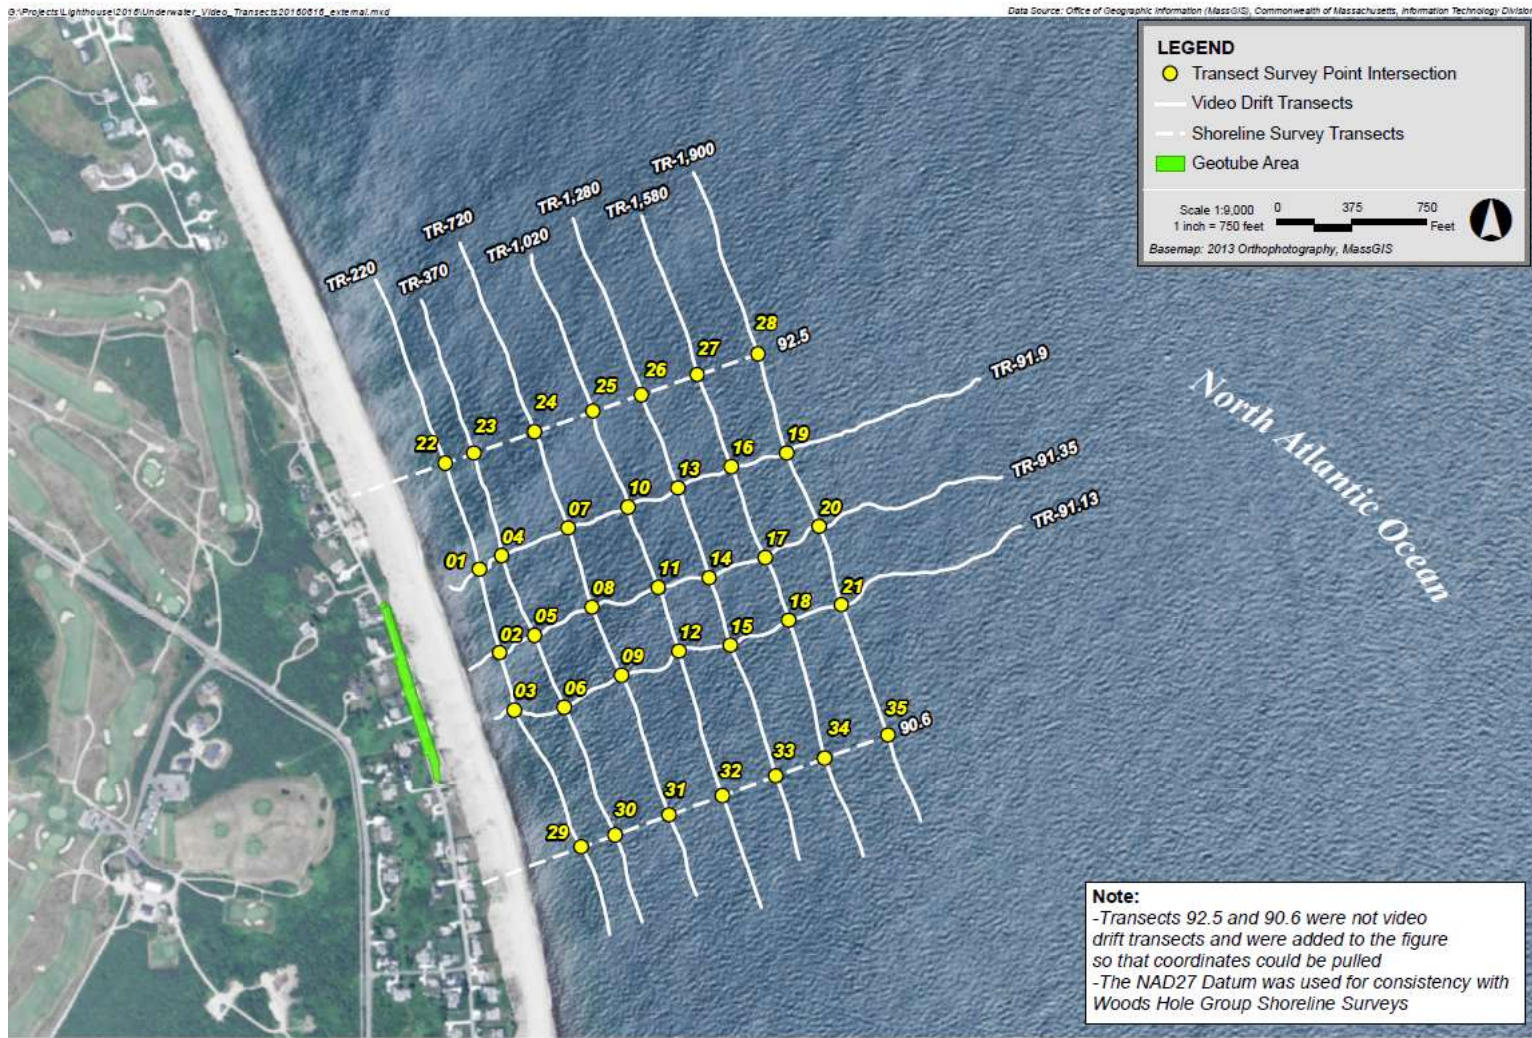 G:\Projects\Lighthouse\2016\Underwater_Video_Transects20160616_external.mxd
Data Source: Office of Geographic Information (MassGIS), Commonwealth of Massachusetts, Information Technology Division
LEGEND
Transect Survey Point Intersection
Video Drift Transects
Shoreline Survey Transects
Geotube Area
Scale 1:9,000
1 inch = 750 feet
0 375 750
Feet
Basemap: 2013 Orthophotography, MassGIS
TR-1,900
TR-1,280
TR-1,580
TR-720
TR-1,020
TR-220
TR-370
28
92.5
27
TR-91.9
26
25
24
23
22
19
16
13
10
07
04
01
TR-91.35
20
17
14
11
08
05
02
TR-91.13
21
18
15
12
09
06
03
35
90.6
34
33
32
31
30
29
North Atlantic Ocean
Note:
-Transects 92.5 and 90.6 were not video
drift transects and were added to the figure
so that coordinates could be pulled
-The NAD27 Datum was used for consistency with
Woods Hole Group Shoreline Surveys